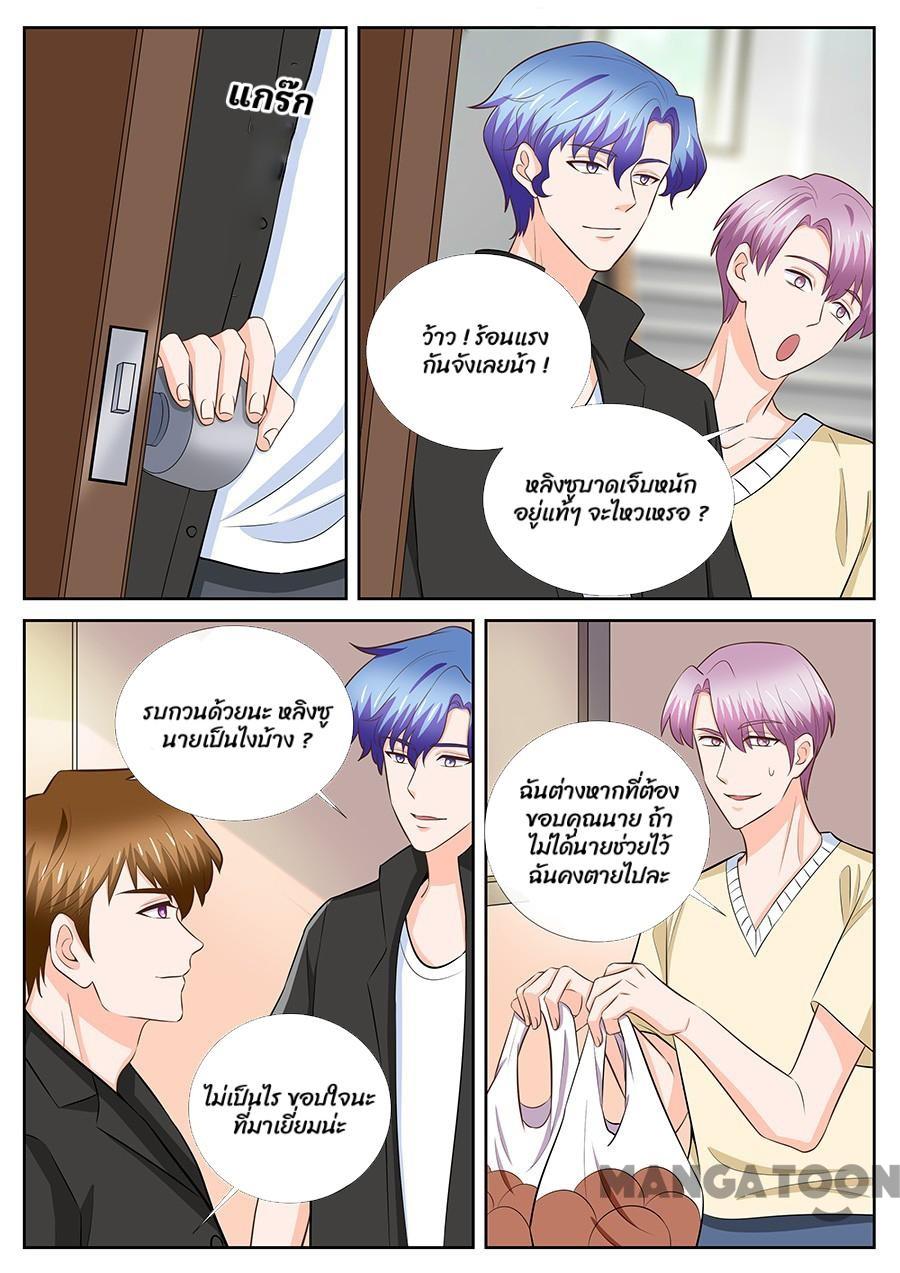 แกร๊ก
ว้าว ! ร้อนแรง
กันจังเลยน้า !
หลิงซูบาดเจ็บหนัก
อยู่แท้ๆ จะไหวเหรอ ?
รบกวนด้วยนะ หลิงซู
นายเป็นไงบ้าง ?
ไม่เป็นไร ขอบใจนะ
ที่มาเยี่ยมน่ะ
ฉันต่างหากที่ต้อง
ขอบคุณนาย ถ้า
ไม่ได้นายช่วยไว้
ฉันคงตายไปละ
MANGATOON